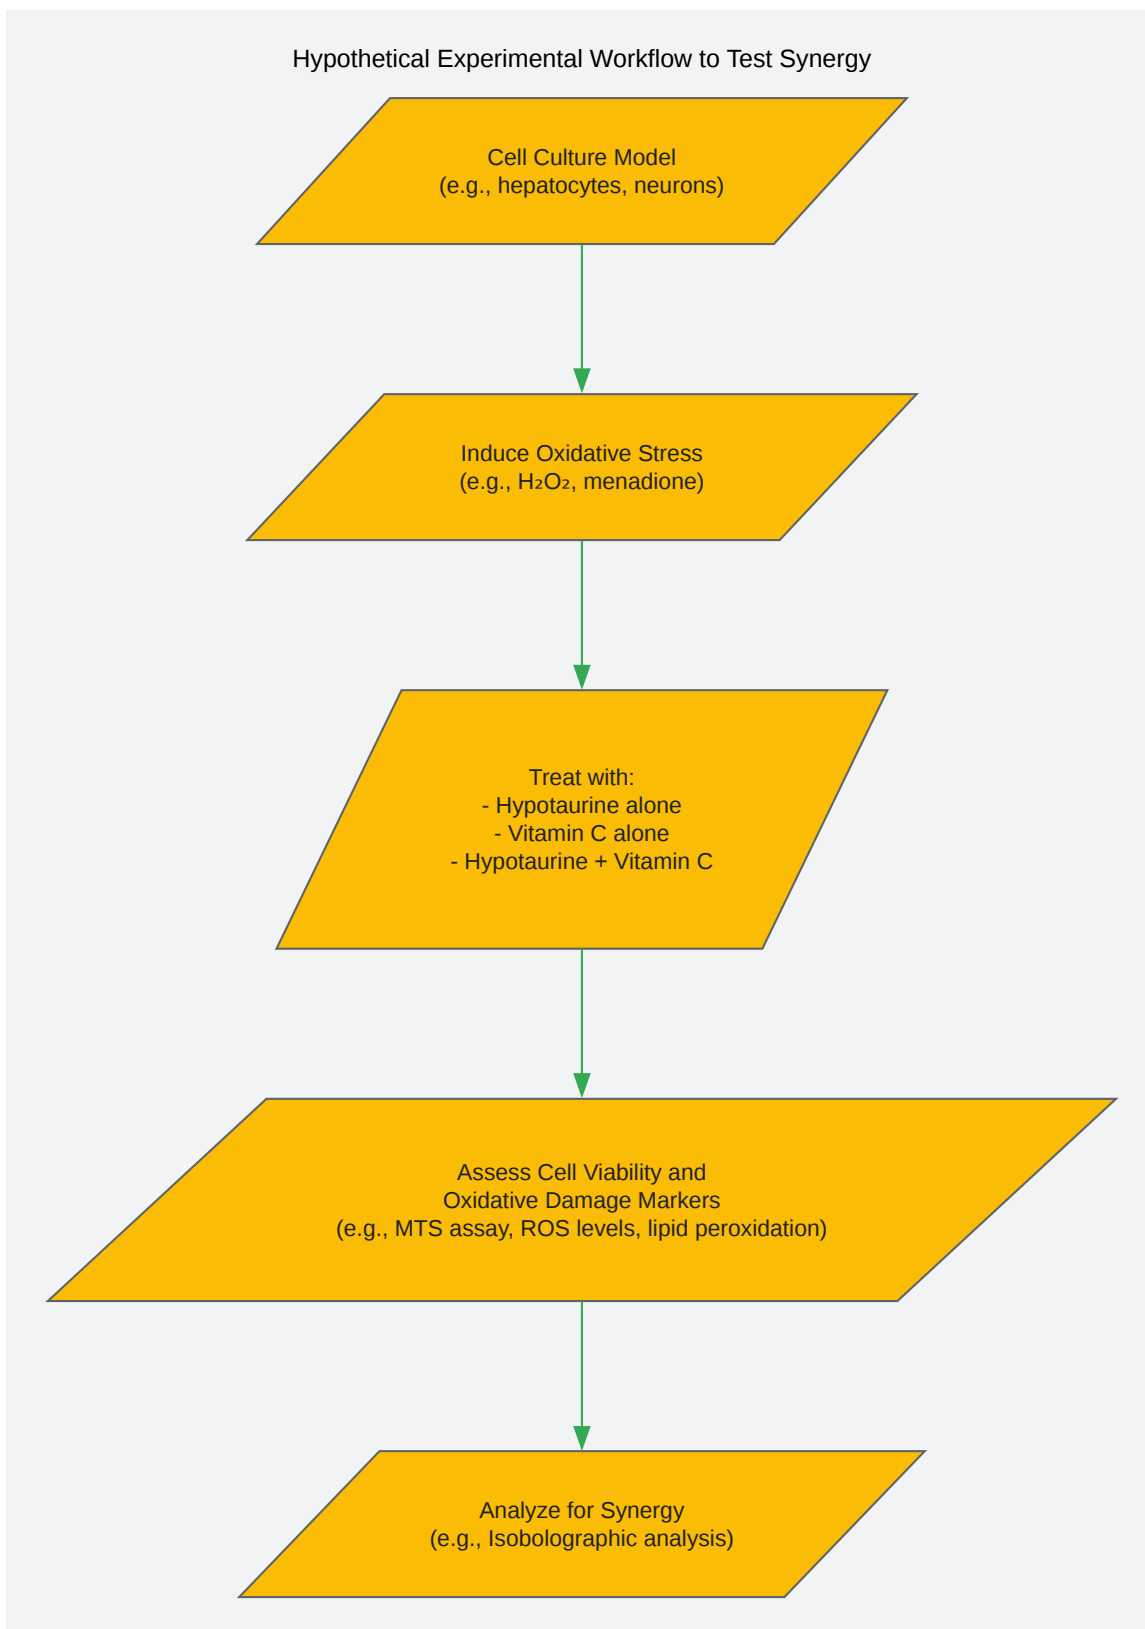 Hypothetical Experimental Workflow to Test Synergy
Cell Culture Model
(e.g., hepatocytes, neurons)
Induce Oxidative Stress
(e.g., H₂O₂, menadione)
Treat with:
- Hypotaurine alone
- Vitamin C alone
- Hypotaurine + Vitamin C
Assess Cell Viability and
Oxidative Damage Markers
(e.g., MTS assay, ROS levels, lipid peroxidation)
Analyze for Synergy
(e.g., Isobolographic analysis)